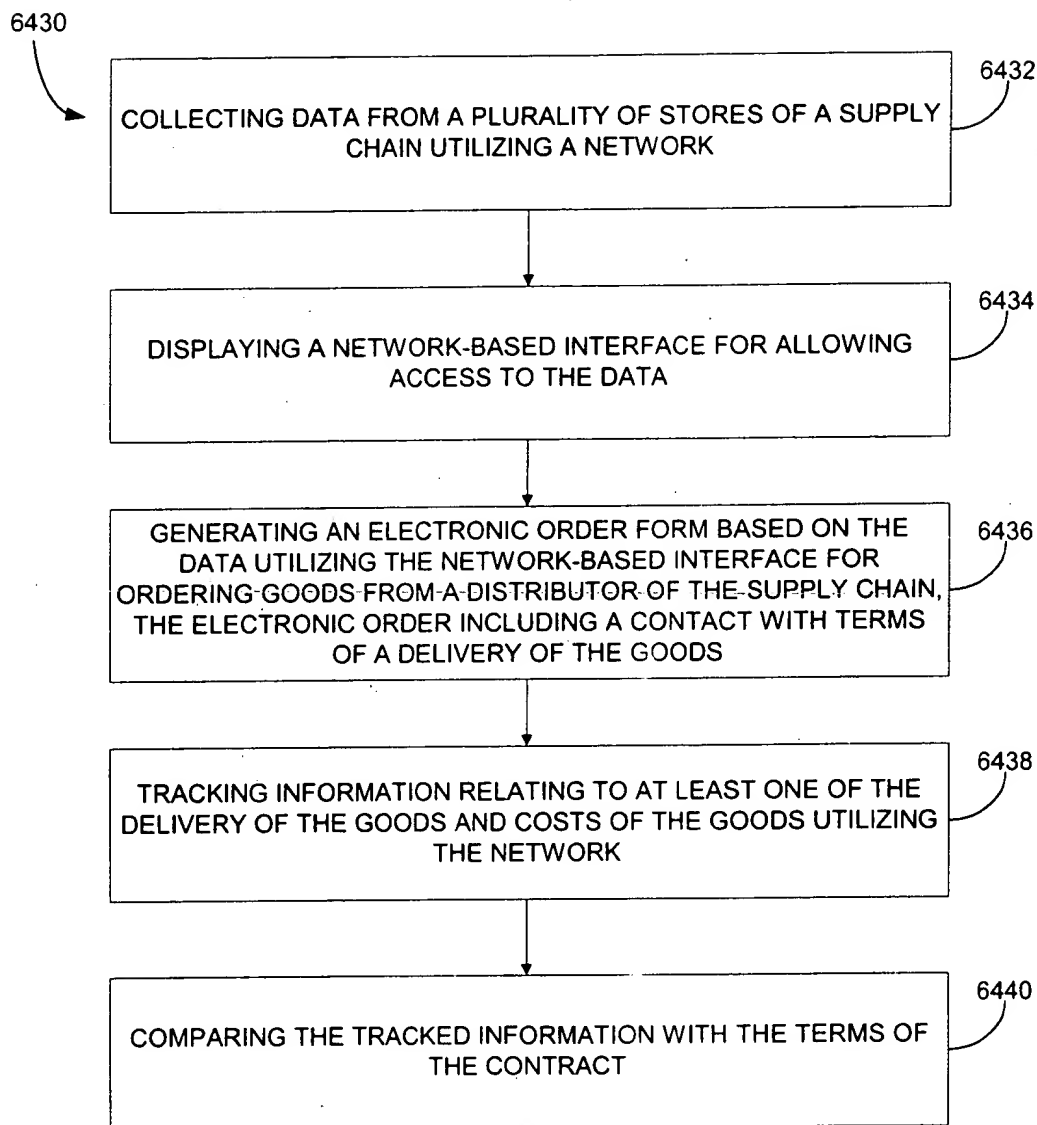 6430
6432
COLLECTING DATA FROM A PLURALITY OF STORES OF A SUPPLY
CHAIN UTILIZING A NETWORK
6434
DISPLAYING A NETWORK-BASED INTERFACE FOR ALLOWING
ACCESS TO THE DATA
6436
GENERATING AN ELECTRONIC ORDER FORM BASED ON THE
DATA UTILIZING THE NETWORK-BASED INTERFACE FOR
ORDERING GOODS FROM A DISTRIBUTOR OF THE SUPPLY CHAIN,
THE ELECTRONIC ORDER INCLUDING A CONTACT WITH TERMS
OF A DELIVERY OF THE GOODS
6438
TRACKING INFORMATION RELATING TO AT LEAST ONE OF THE
DELIVERY OF THE GOODS AND COSTS OF THE GOODS UTILIZING
THE NETWORK
6440
COMPARING THE TRACKED INFORMATION WITH THE TERMS OF
THE CONTRACT